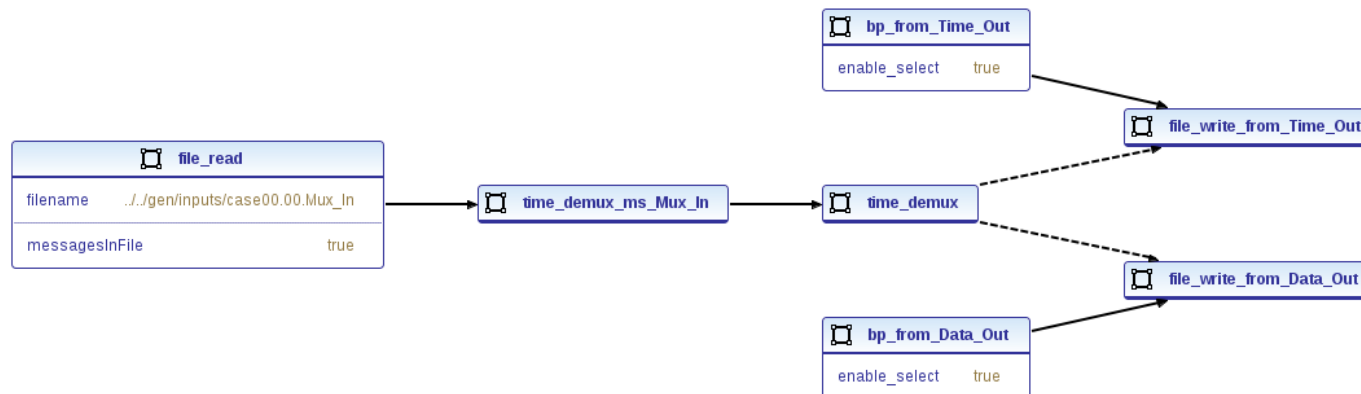 bp_from_Time_Out
enable_select true
file_write_from_Time_Out
file_read
filename ../../gen/inputs/case00.00.Mux_In
messagesInFile true
time_demux_ms_Mux_In
time_demux
file_write_from_Data_Out
bp_from_Data_Out
enable_select true